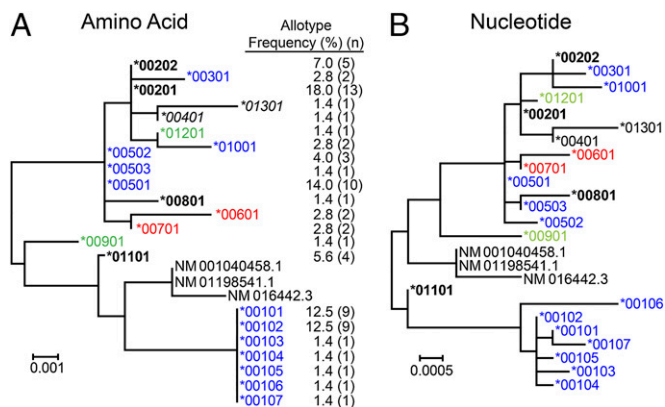 A
Amino Acid
Allotype
Frequency (%) (n)
*00202 7.0 (5)
*00301 2.8 (2)
*00201 18.0 (13)
*01301 1.4 (1)
*00401 1.4 (1)
*01201 1.4 (1)
*01001 2.8 (2)
*00502 4.0 (3)
*00503 1.4 (1)
*00501 14.0 (10)
*00801 1.4 (1)
*00601 2.8 (2)
*00701 2.8 (2)
*00901 1.4 (1)
*01101 5.6 (4)
NM 001040458.1
NM 01198541.1
NM 016442.3
*00101 12.5 (9)
*00102 12.5 (9)
*00103 1.4 (1)
*00104 1.4 (1)
*00105 1.4 (1)
*00106 1.4 (1)
*00107 1.4 (1)
0.001
B
Nucleotide
*00202
*00301
*01001
*01201
*00201
*01301
*00401
*00601
*00701
*00501
*00801
*00503
*00502
*00901
NM 001040458.1
NM 01198541.1
NM 016442.3
*01101
*00106
*00102
*00101
*00107
*00105
*00103
*00104
0.0005